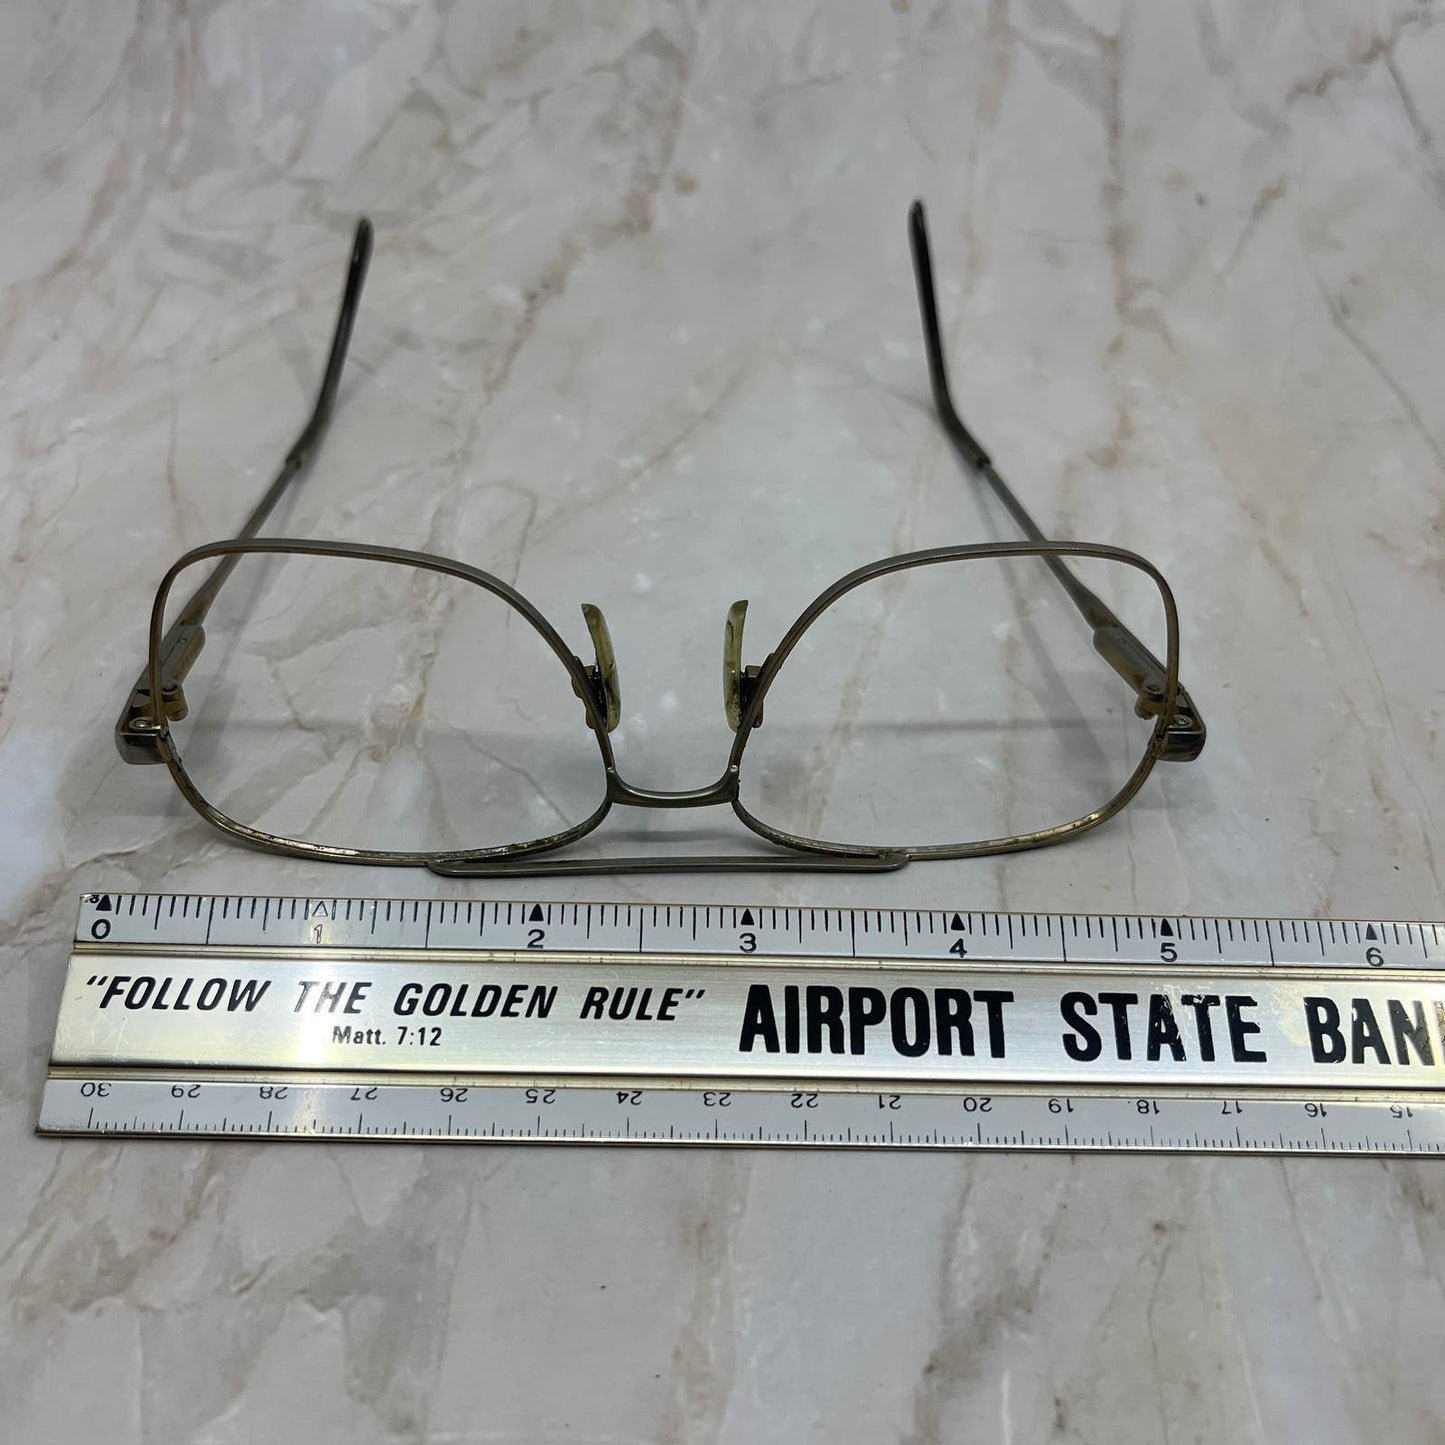 0 1 2 3 4 5 6
"FOLLOW THE GOLDEN RULE" AIRPORT STATE BAN
Matt. 7:12
30 29 28 27 26 25 24 23 22 21 20 19 18 17 16 15